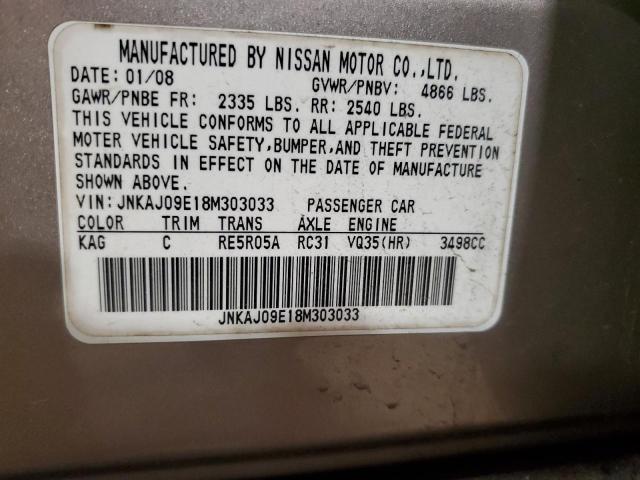 MANUFACTURED BY NISSAN MOTOR CO.,LTD.
DATE: 01/08 GVWR/PNBV: 4866 LBS.
GAWR/PNBE FR: 2335 LBS. RR: 2540 LBS.
THIS VEHICLE CONFORMS TO ALL APPLICABLE FEDERAL
MOTER VEHICLE SAFETY,BUMPER,AND THEFT PREVENTION
STANDARDS IN EFFECT ON THE DATE OF MANUFACTURE
SHOWN ABOVE.
VIN: JNKAJ09E18M303033 PASSENGER CAR
COLOR TRIM TRANS AXLE ENGINE
KAG C RE5R05A RC31 VQ35(HR) 3498CC
JNKAJ09E18M303033